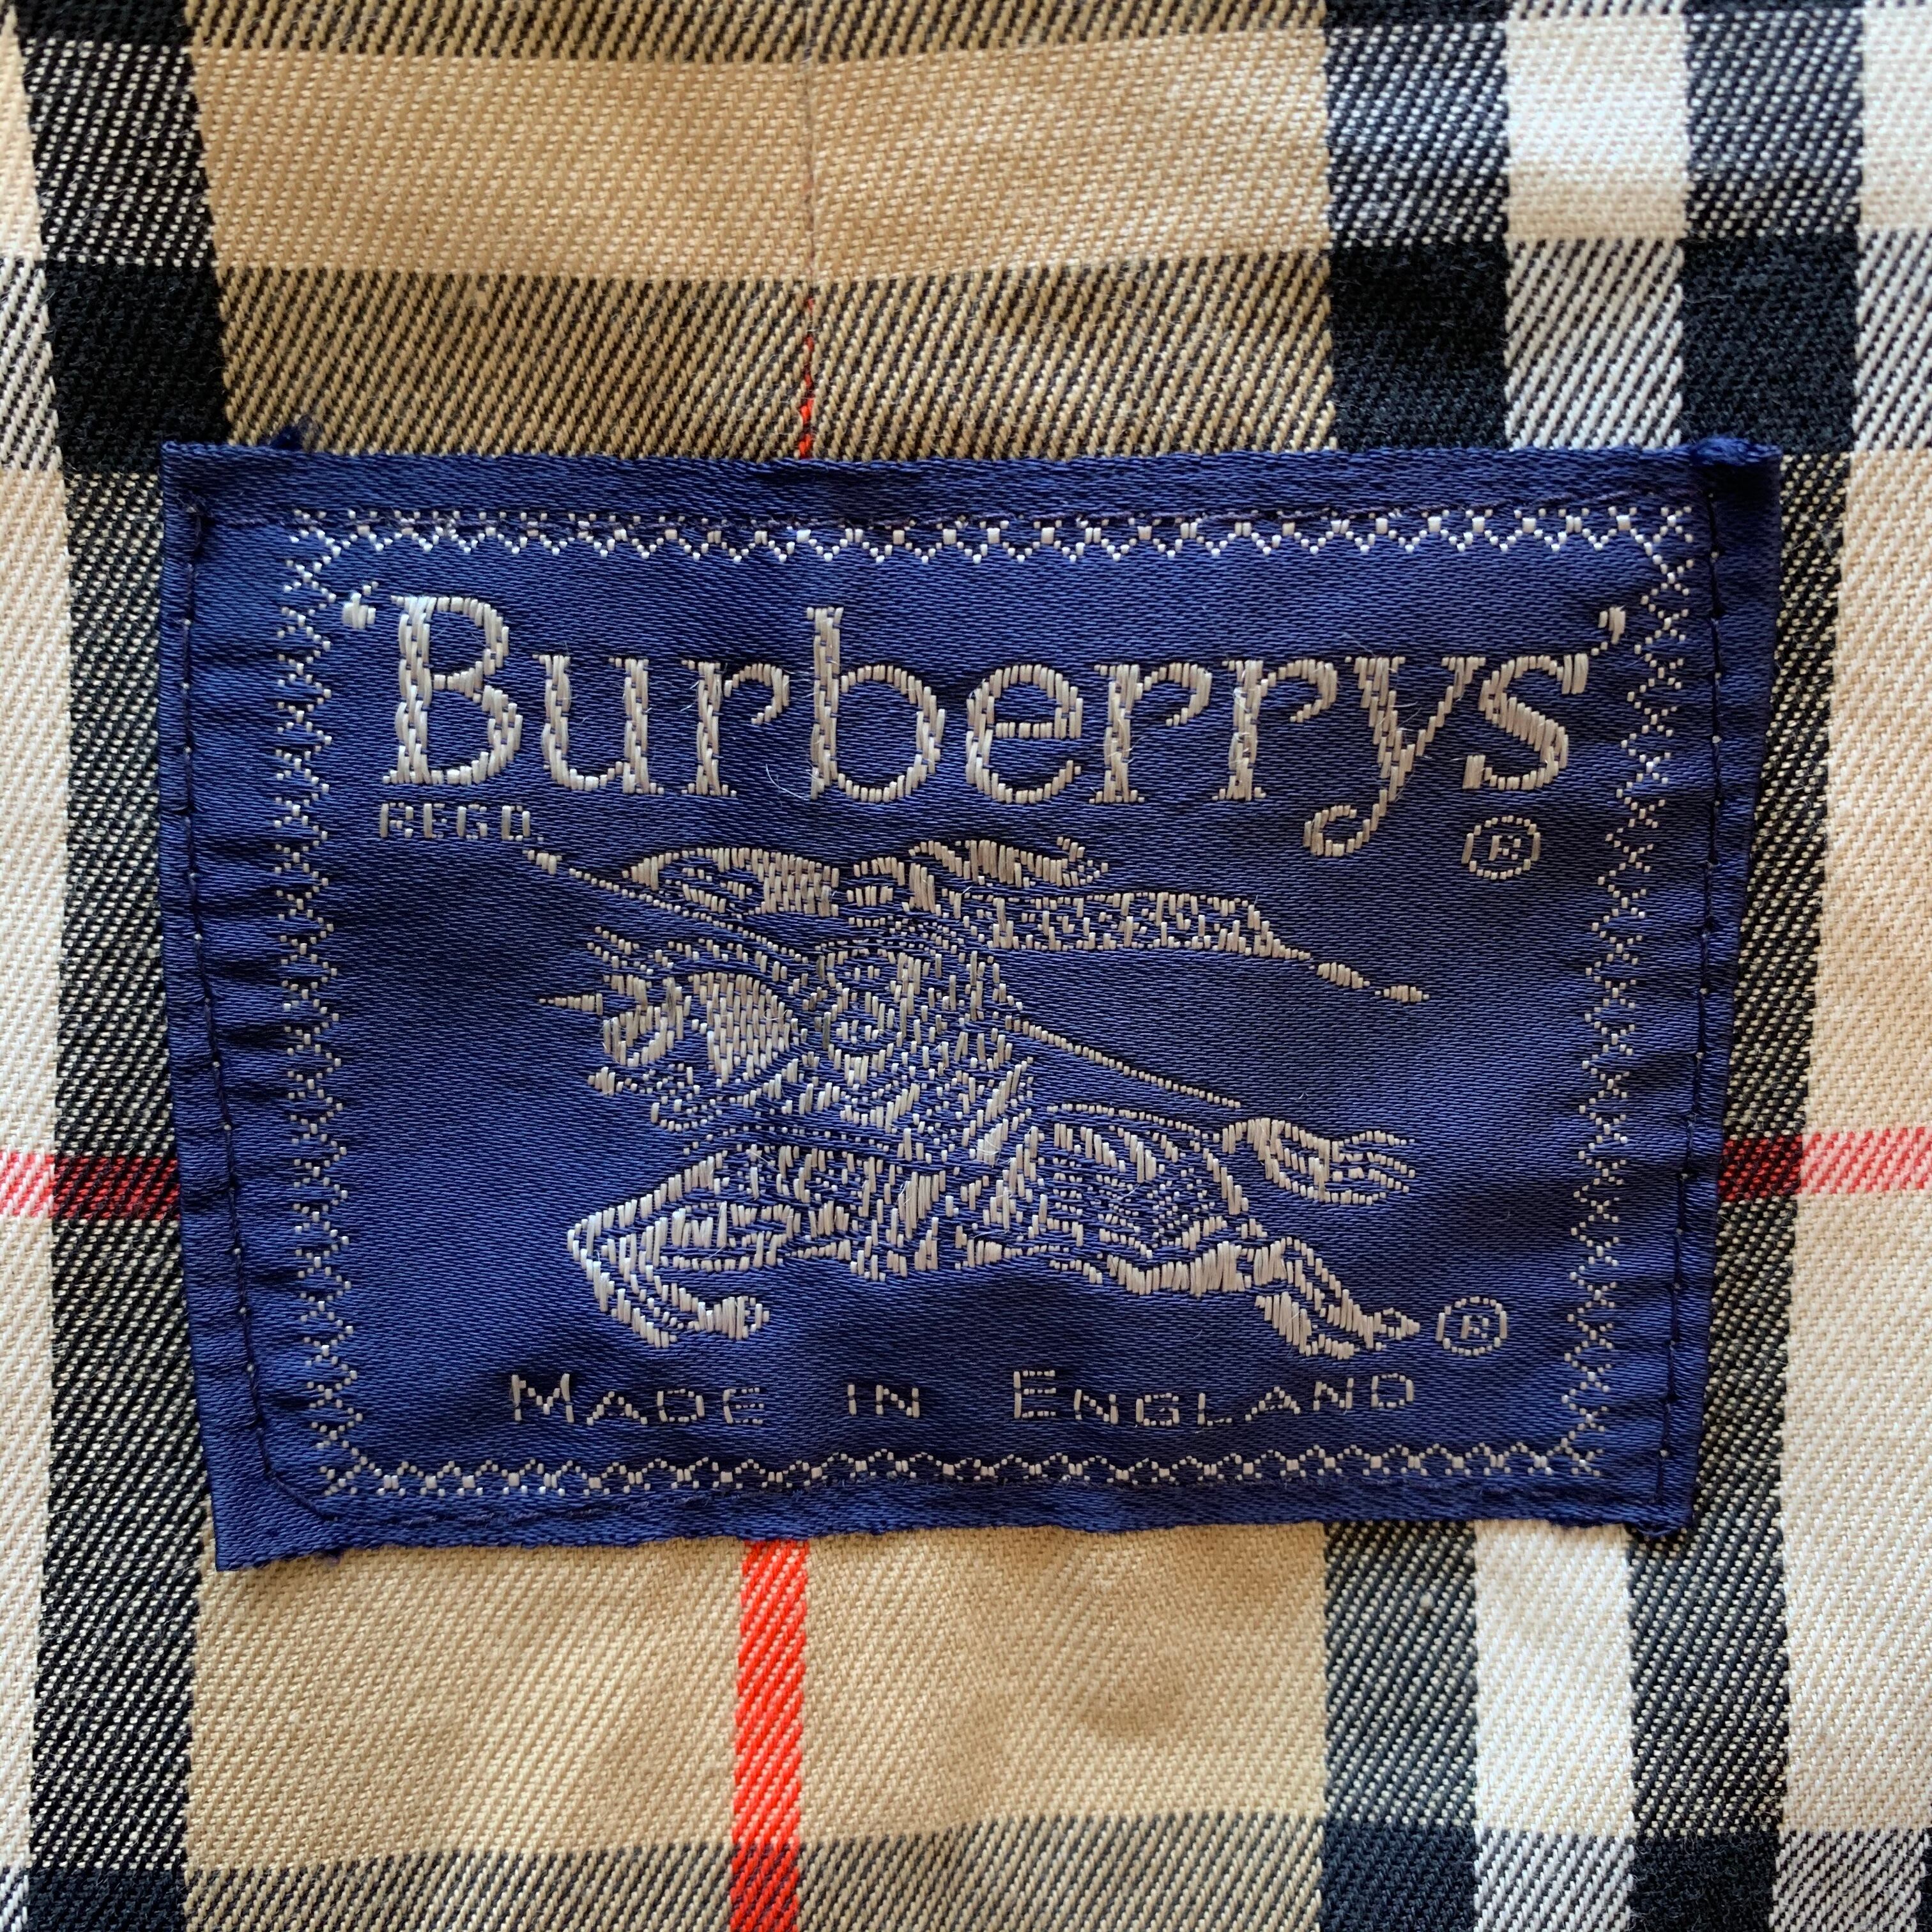 ‘Burberrys’
REGD ®
®
MADE IN ENGLAND